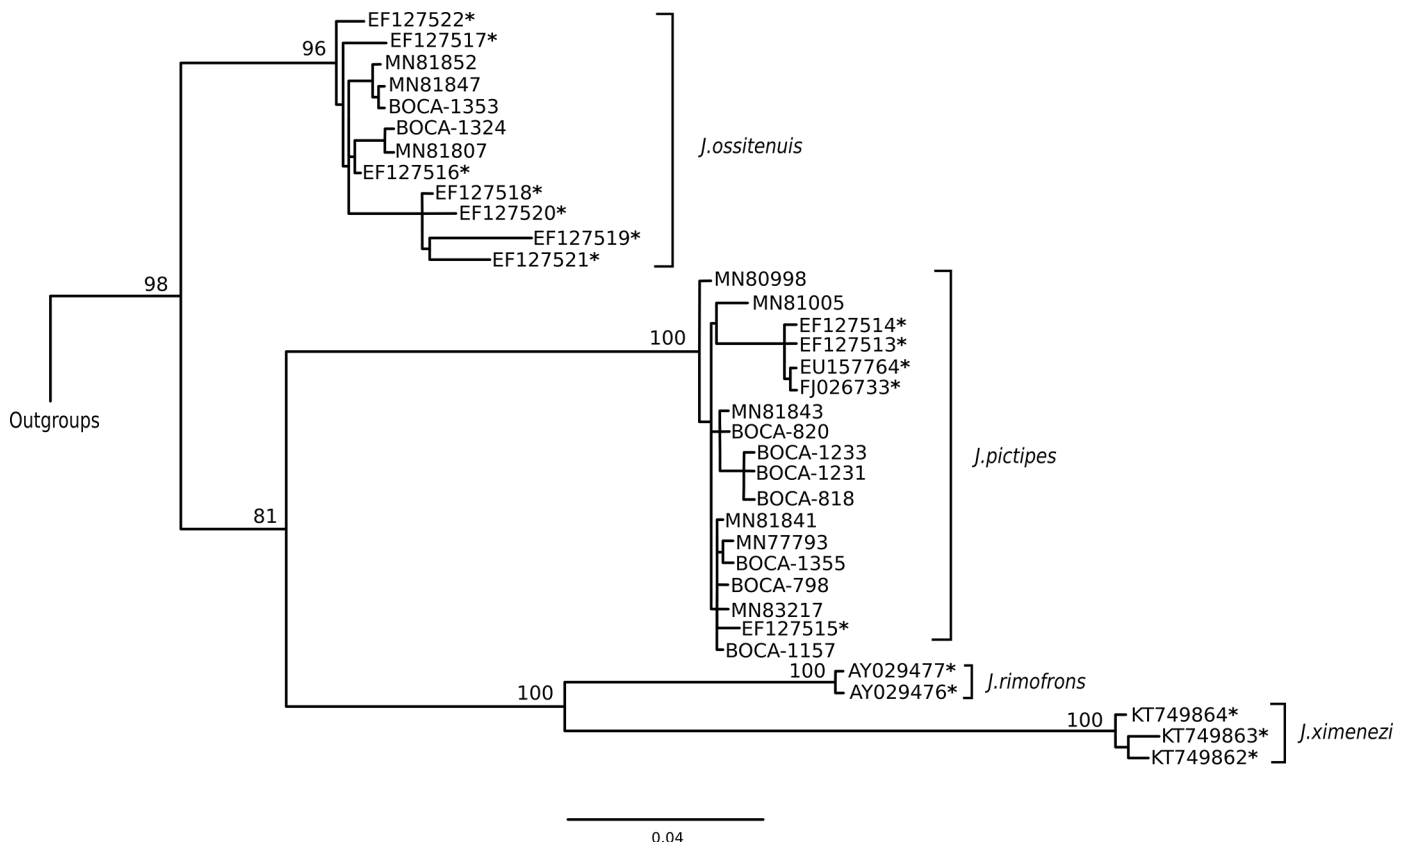 EF127522*
96
EF127517*
MN81852
MN81847
BOCA-1353
BOCA-1324
J.ossitenuis
MN81807
EF127516*
EF127518*
EF127520*
EF127519*
EF127521*
98
MN80998
MN81005
EF127514*
100
EF127513*
EU157764*
FJ026733*
Outgroups
MN81843
BOCA-820
BOCA-1233
J.pictipes
BOCA-1231
BOCA-818
81
MN81841
MN77793
BOCA-1355
BOCA-798
MN83217
EF127515*
BOCA-1157
100
AY029477*
J.rimofrons
100
AY029476*
KT749864*
100
KT749863*
J.ximenezi
KT749862*
0.04